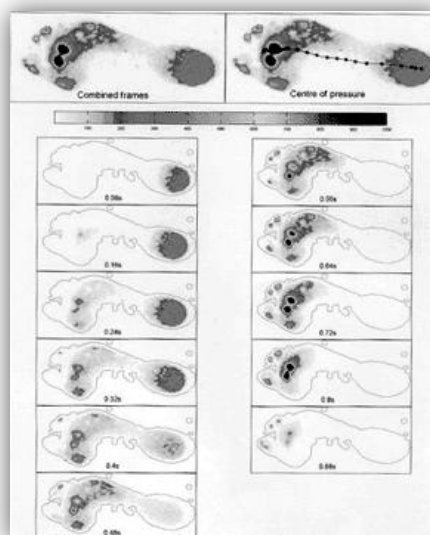 Combined frames
Centre of pressure
0.08s
0.16s
0.24s
0.32s
0.4s
0.48s
0.56s
0.64s
0.72s
0.8s
0.88s